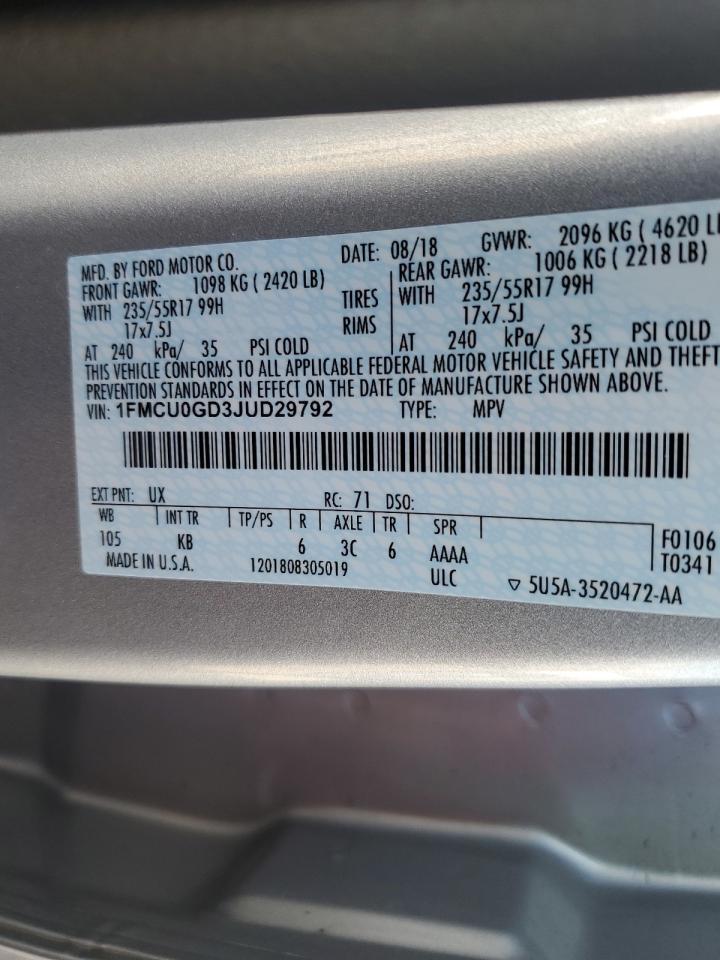 MFD. BY FORD MOTOR CO. DATE: 08/18 GVWR: 2096 KG ( 4620 L
FRONT GAWR: 1098 KG ( 2420 LB) REAR GAWR: 1006 KG ( 2218 LB)
WITH 235/55R17 99H TIRES WITH 235/55R17 99H
17x7.5J RIMS 17x7.5J
AT 240 kPa/ 35 PSI COLD AT 240 kPa/ 35 PSI COLD
THIS VEHICLE CONFORMS TO ALL APPLICABLE FEDERAL MOTOR VEHICLE SAFETY AND THEFT
PREVENTION STANDARDS IN EFFECT ON THE DATE OF MANUFACTURE SHOWN ABOVE.
VIN: 1FMCU0GD3JUD29792 TYPE: MPV
EXT PNT: UX RC: 71 DSO:
WB INT TR TP/PS R AXLE TR SPR
105 KB 6 3C 6 AAAA F0106
MADE IN U.S.A. 1201808305019 ULC T0341
▽ 5U5A-3520472-AA